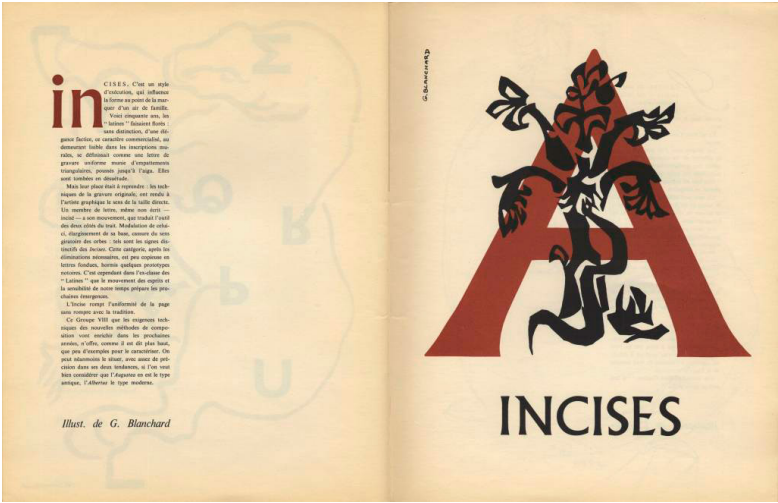 inCISES. C'est un style
d'exécution, qui influence
la forme au point de la mar-
quer d'un air de famille.
Voici cinquante ans, les
“ latines ” faisaient florès :
sans distinction, d'une élé-
gance factice, ce caractère commercialisé, au
demeurant faible dans les inscriptions mu-
rales, se définissait comme une lettre de
gravure uniforme munie d'empattements
triangulaires, poussés jusqu'à l'aigu. Elles
sont tombées en désuétude.
Mais leur place était à reprendre : les tech-
niques de la gravure originale, ont rendu à
l'artiste graphique le sens de la taille directe.
Un membre de lettre, même non écrit —
incisé — a son mouvement, que traduit l'outil
des deux côtés du trait. Modulation de celui-
ci, élargissement de sa base, cassure du sens
giratoire des orbes : tels sont les signes dis-
tinctifs des Incises. Cette catégorie, après les
éliminations nécessaires, est peu copieuse en
lettres fondues, hormis quelques prototypes
notoires. C'est cependant dans l'ex-classe des
“ Latines ” que le mouvement des esprits et
la sensibilité de notre temps prépare les pro-
chaines émergences.
L'Incise rompt l'uniformité de la page
sans rompre avec la tradition.
Ce Groupe VIII que les exigences tech-
niques des nouvelles méthodes de compo-
sition vont enrichir dans les prochaines
années, n'offre, comme il est dit plus haut,
que peu d'exemples pour le caractériser. On
peut néanmoins le situer, avec assez de pré-
cision dans ses deux tendances, si l'on veut
bien considérer que l'Augustea en est le type
antique, l'Albertus le type moderne.
Illust. de G. Blanchard
G. BLANCHARD
A
INCISES